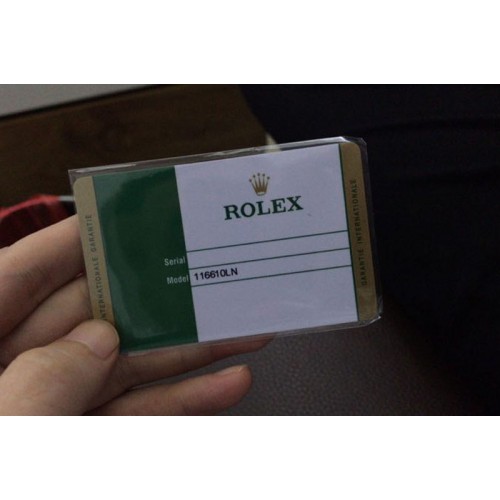 INTERNATIONALE GARANTIE
ROLEX
Serial
Model 116610LN
GARANTIE INTERNATIONALE